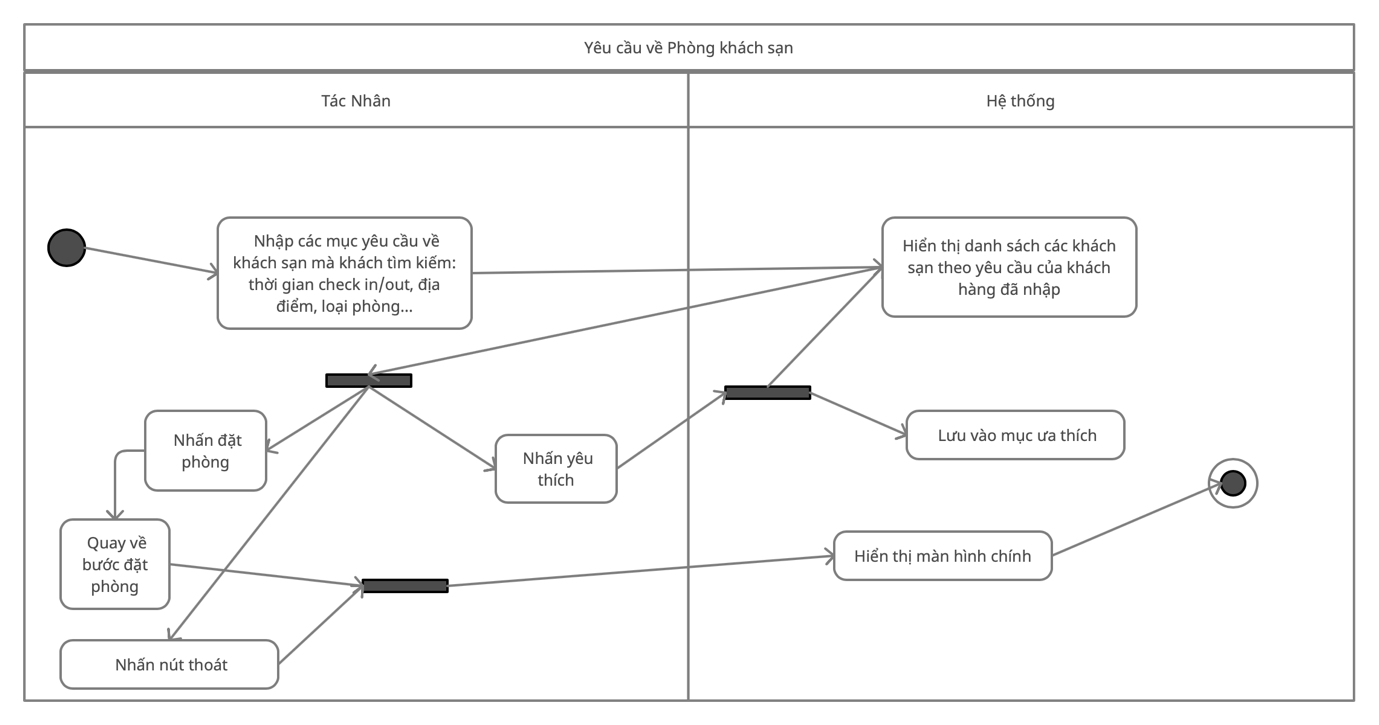 Yêu cầu về Phòng khách sạn
Tác Nhân
Hệ thống
Nhập các mục yêu cầu về
khách sạn mà khách tìm kiếm:
thời gian check in/out, địa
điểm, loại phòng...
Hiển thị danh sách các khách
sạn theo yêu cầu của khách
hàng đã nhập
Nhấn đặt
phòng
Nhấn yêu
thích
Lưu vào mục ưa thích
Quay về
bước đặt
phòng
Hiển thị màn hình chính
Nhấn nút thoát